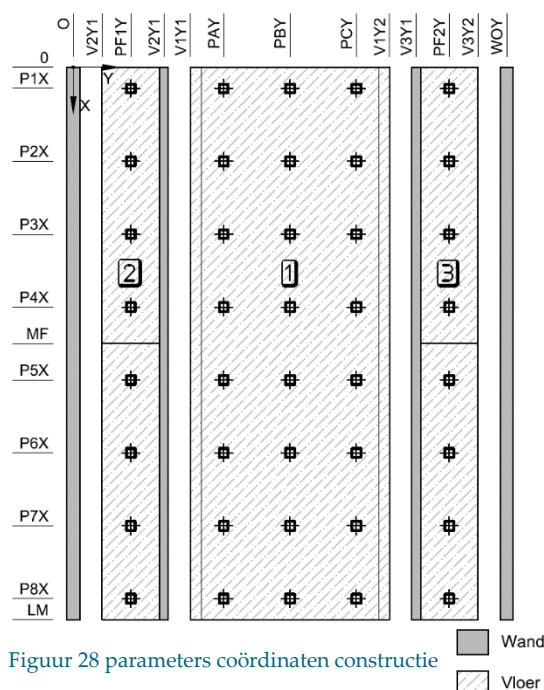 O V2Y1 PF1Y V2Y1 V1Y1 PAY PBY PCY V1Y2 V3Y1 PF2Y V3Y2 WOY
0
Y
P1X
X
P2X
P3X
2 1 3
P4X
MF
P5X
P6X
P7X
P8X
LM
Wand
Figuur 28 parameters coördinaten constructie
Vloer